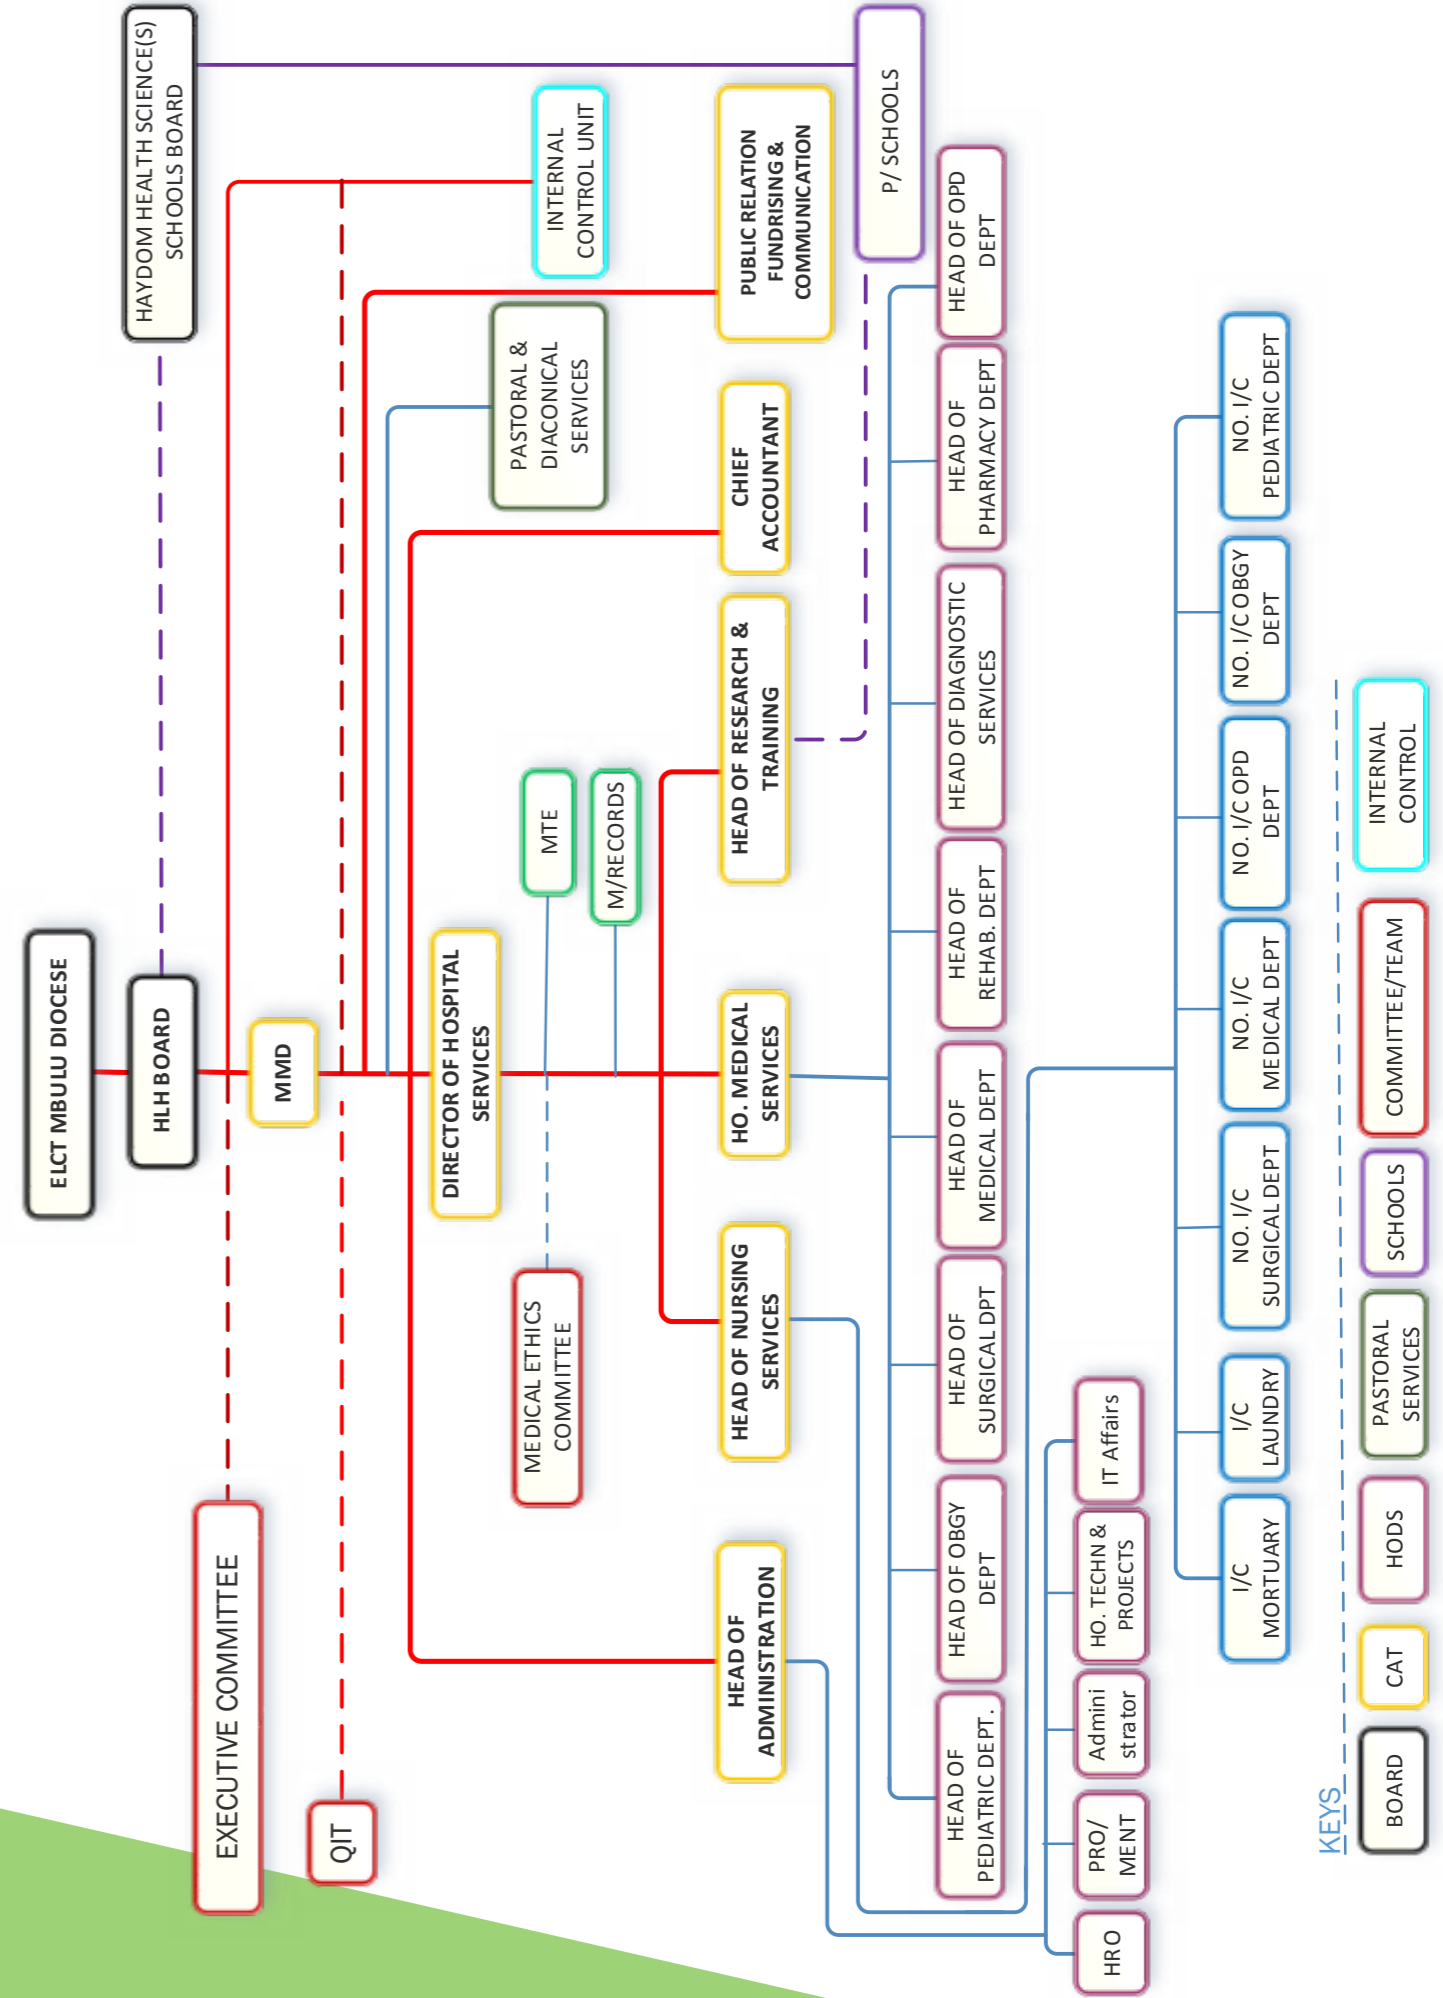 ELCT MBULU DIOCESE
HLH BOARD
HAYDOM HEALTH SCIENCE(S)
SCHOOLS BOARD
EXECUTIVE COMMITTEE
MMD
QIT
DIRECTOR OF HOSPITAL
SERVICES
PASTORAL &
DIACONICAL
SERVICES
INTERNAL
CONTROL UNIT
MEDICAL ETHICS
COMMITTEE
MTE
M/RECORDS
HEAD OF
ADMINISTRATION
HEAD OF NURSING
SERVICES
HO. MEDICAL
SERVICES
HEAD OF RESEARCH &
TRAINING
CHIEF
ACCOUNTANT
PUBLIC RELATION
FUNDRISING &
COMMUNICATION
P/ SCHOOLS
HEAD OF
PEDIATRIC DEPT.
HEAD OF OBGY
DEPT
HEAD OF
SURGICAL DPT
HEAD OF
MEDICAL DEPT
HEAD OF
REHAB. DEPT
HEAD OF DIAGNOSTIC
SERVICES
HEAD OF
PHARMACY DEPT
HEAD OF OPD
DEPT
HRO
PRO/
MENT
Admini
strator
HO. TECHN &
PROJECTS
IT Affairs
I/C
MORTUARY
I/C
LAUNDRY
NO. I/C
SURGICAL DEPT
NO. I/C
MEDICAL DEPT
NO. I/C OPD
DEPT
NO. I/C OBGY
DEPT
NO. I/C
PEDIATRIC DEPT
KEYS
BOARD
CAT
HODS
PASTORAL
SERVICES
SCHOOLS
COMMITTEE/TEAM
INTERNAL
CONTROL